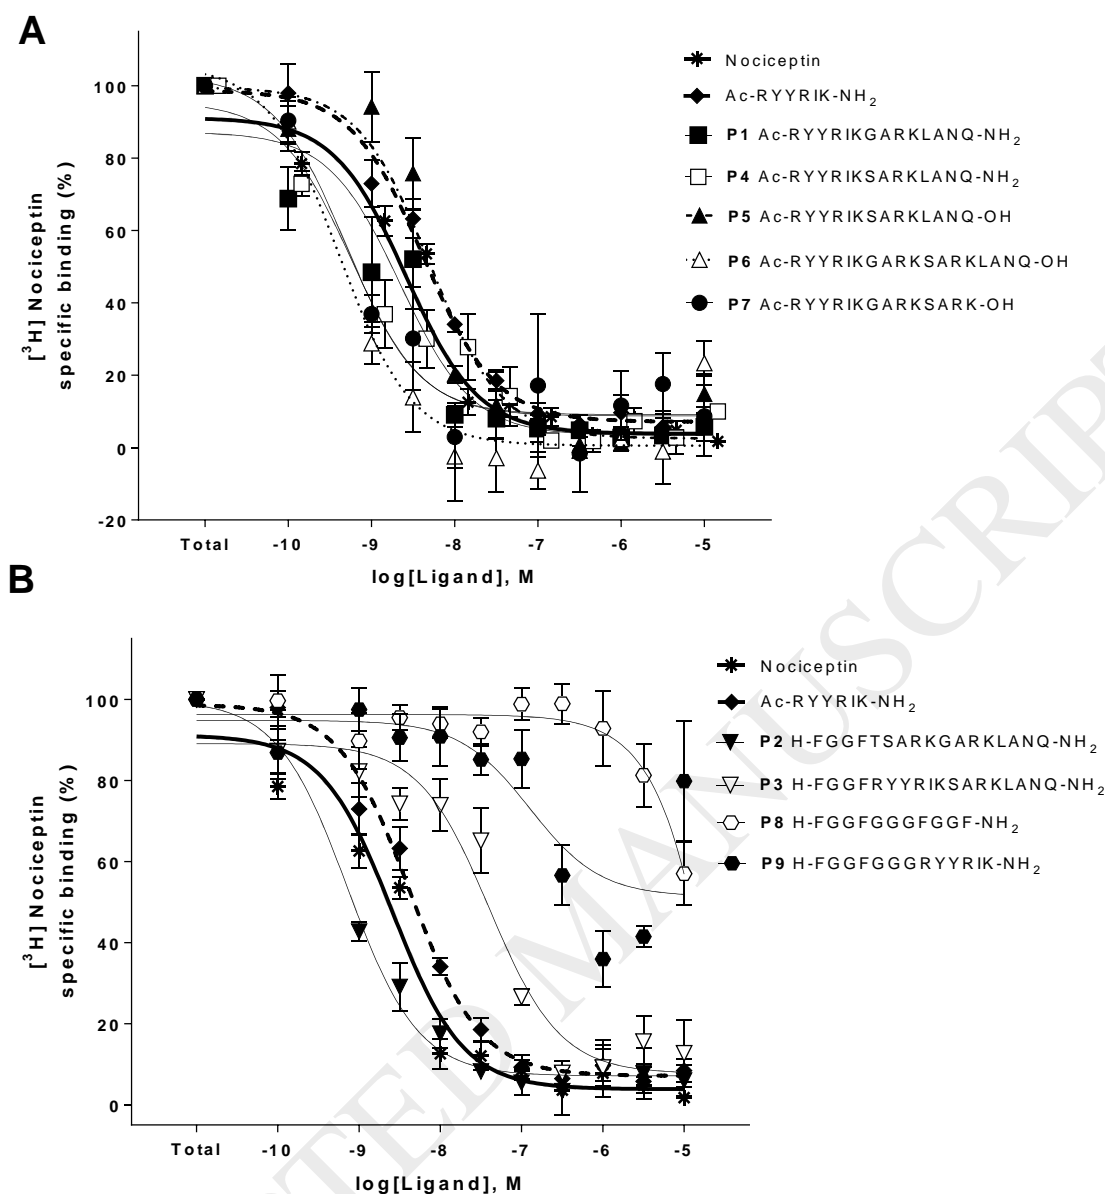 A
[³H] Nociceptin
specific binding (%)
100
80
60
40
20
0
-20
Total -10 -9 -8 -7 -6 -5
log[Ligand], M
Nociceptin
Ac-RYYRIK-NH₂
P1 Ac-RYYRIKGARKLANQ-NH₂
P4 Ac-RYYRIKSARKLANQ-NH₂
P5 Ac-RYYRIKSARKLANQ-OH
P6 Ac-RYYRIKGARKSARKLANQ-OH
P7 Ac-RYYRIKGARKSARK-OH
B
[³H] Nociceptin
specific binding (%)
100
80
60
40
20
0
Total -10 -9 -8 -7 -6 -5
log[Ligand], M
Nociceptin
Ac-RYYRIK-NH₂
P2 H-FGGFTSARKGARKLANQ-NH₂
P3 H-FGGFRYYRIKSARKLANQ-NH₂
P8 H-FGGFGGGFGGF-NH₂
P9 H-FGGFGGGRYYRIK-NH₂
TED MANUSCRIPT